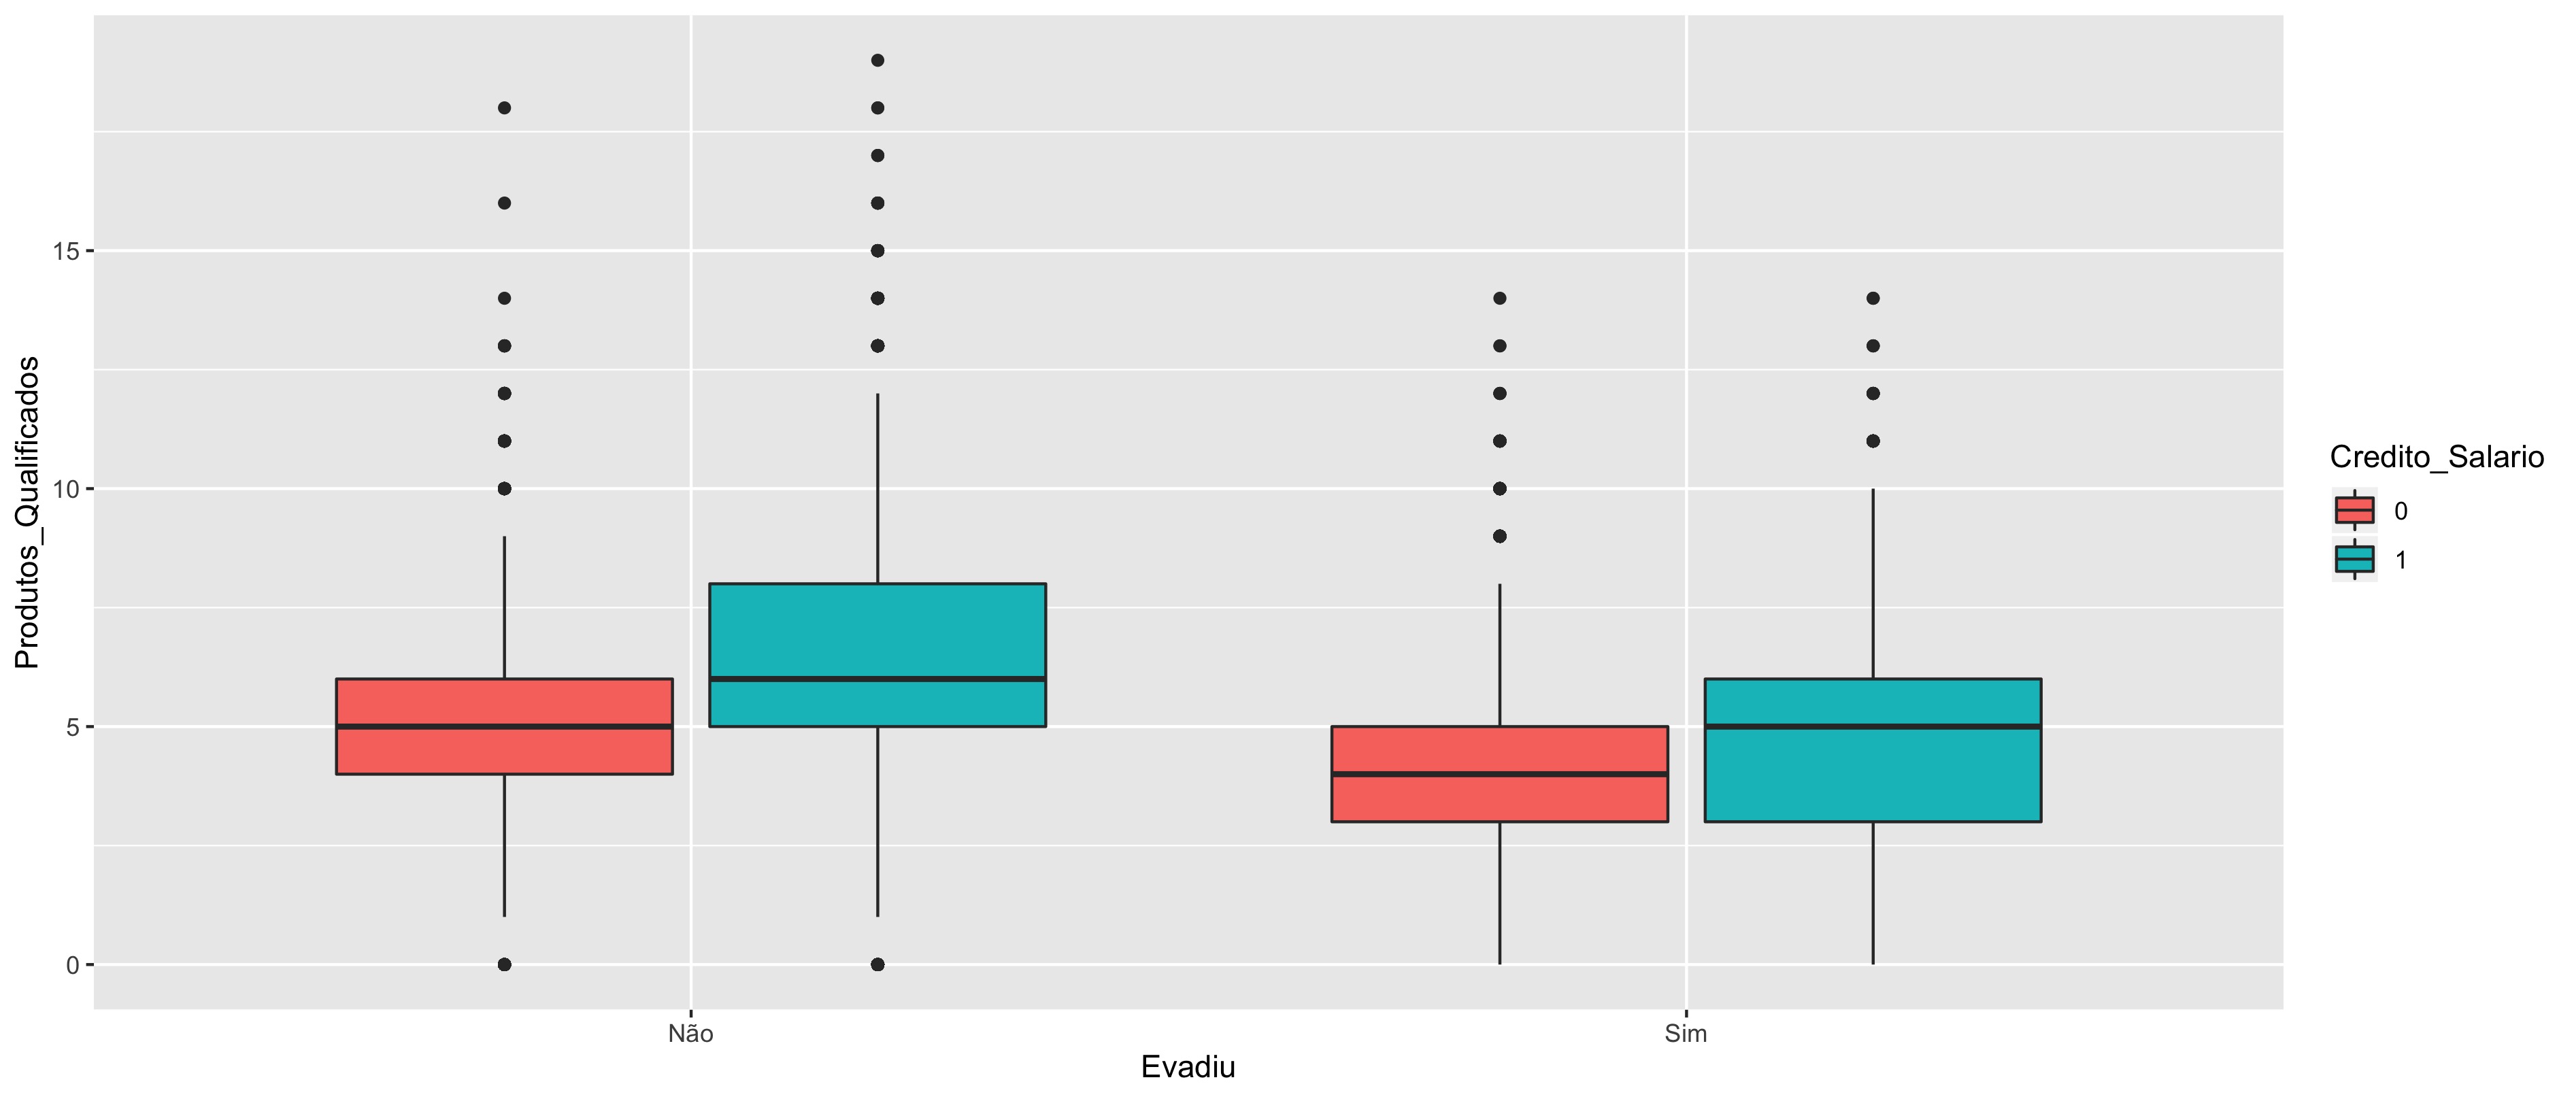 Produtos_Qualificados
15
10
5
0
Não
Sim
Evadiu
Credito_Salario
0
1